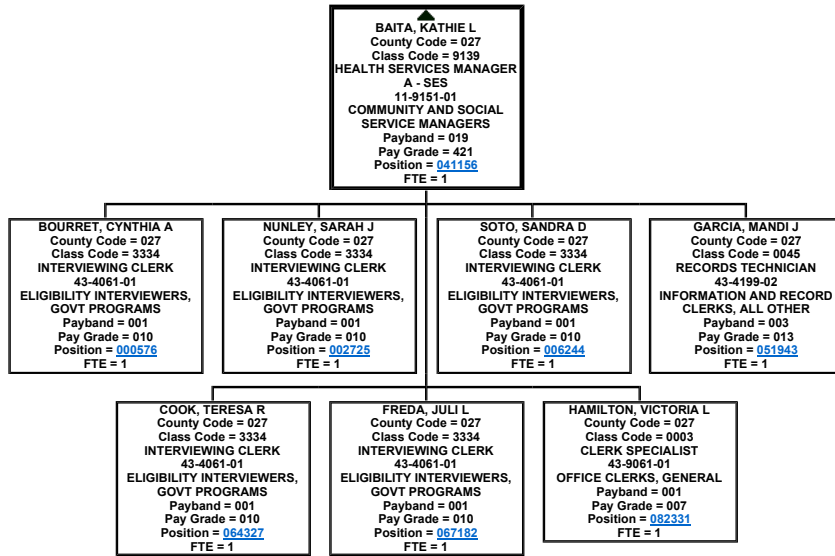 BAITA, KATHIE L
County Code = 027
Class Code = 9139
HEALTH SERVICES MANAGER
A - SES
11-9151-01
COMMUNITY AND SOCIAL
SERVICE MANAGERS
Payband = 019
Pay Grade = 421
Position = 041156
FTE = 1
BOURRET, CYNTHIA A
County Code = 027
Class Code = 3334
INTERVIEWING CLERK
43-4061-01
ELIGIBILITY INTERVIEWERS,
GOVT PROGRAMS
Payband = 001
Pay Grade = 010
Position = 000576
FTE = 1
NUNLEY, SARAH J
County Code = 027
Class Code = 3334
INTERVIEWING CLERK
43-4061-01
ELIGIBILITY INTERVIEWERS,
GOVT PROGRAMS
Payband = 001
Pay Grade = 010
Position = 002725
FTE = 1
SOTO, SANDRA D
County Code = 027
Class Code = 3334
INTERVIEWING CLERK
43-4061-01
ELIGIBILITY INTERVIEWERS,
GOVT PROGRAMS
Payband = 001
Pay Grade = 010
Position = 006244
FTE = 1
GARCIA, MANDI J
County Code = 027
Class Code = 0045
RECORDS TECHNICIAN
43-4199-02
INFORMATION AND RECORD
CLERKS, ALL OTHER
Payband = 003
Pay Grade = 013
Position = 051943
FTE = 1
COOK, TERESA R
County Code = 027
Class Code = 3334
INTERVIEWING CLERK
43-4061-01
ELIGIBILITY INTERVIEWERS,
GOVT PROGRAMS
Payband = 001
Pay Grade = 010
Position = 064327
FTE = 1
FREDA, JULI L
County Code = 027
Class Code = 3334
INTERVIEWING CLERK
43-4061-01
ELIGIBILITY INTERVIEWERS,
GOVT PROGRAMS
Payband = 001
Pay Grade = 010
Position = 067182
FTE = 1
HAMILTON, VICTORIA L
County Code = 027
Class Code = 0003
CLERK SPECIALIST
43-9061-01
OFFICE CLERKS, GENERAL
Payband = 001
Pay Grade = 007
Position = 082331
FTE = 1